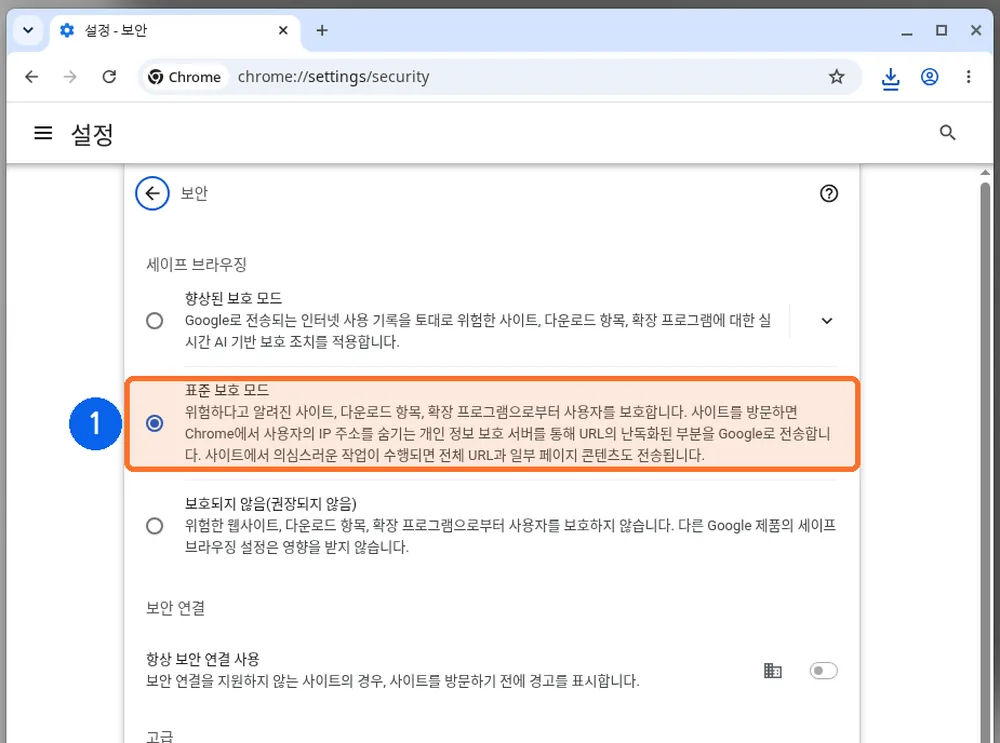 설정 - 보안
Chrome chrome://settings/security
설정
보안
세이프 브라우징
향상된 보호 모드
Google로 전송되는 인터넷 사용 기록을 토대로 위험한 사이트, 다운로드 항목, 확장 프로그램에 대한 실
시간 AI 기반 보호 조치를 적용합니다.
1
표준 보호 모드
위험하다고 알려진 사이트, 다운로드 항목, 확장 프로그램으로부터 사용자를 보호합니다. 사이트를 방문하면
Chrome에서 사용자의 IP 주소를 숨기는 개인 정보 보호 서버를 통해 URL의 난독화된 부분을 Google로 전송합니
다. 사이트에서 의심스러운 작업이 수행되면 전체 URL과 일부 페이지 콘텐츠도 전송됩니다.
보호되지 않음(권장되지 않음)
위험한 웹사이트, 다운로드 항목, 확장 프로그램으로부터 사용자를 보호하지 않습니다. 다른 Google 제품의 세이프
브라우징 설정은 영향을 받지 않습니다.
보안 연결
항상 보안 연결 사용
보안 연결을 지원하지 않는 사이트의 경우, 사이트를 방문하기 전에 경고를 표시합니다.
고급